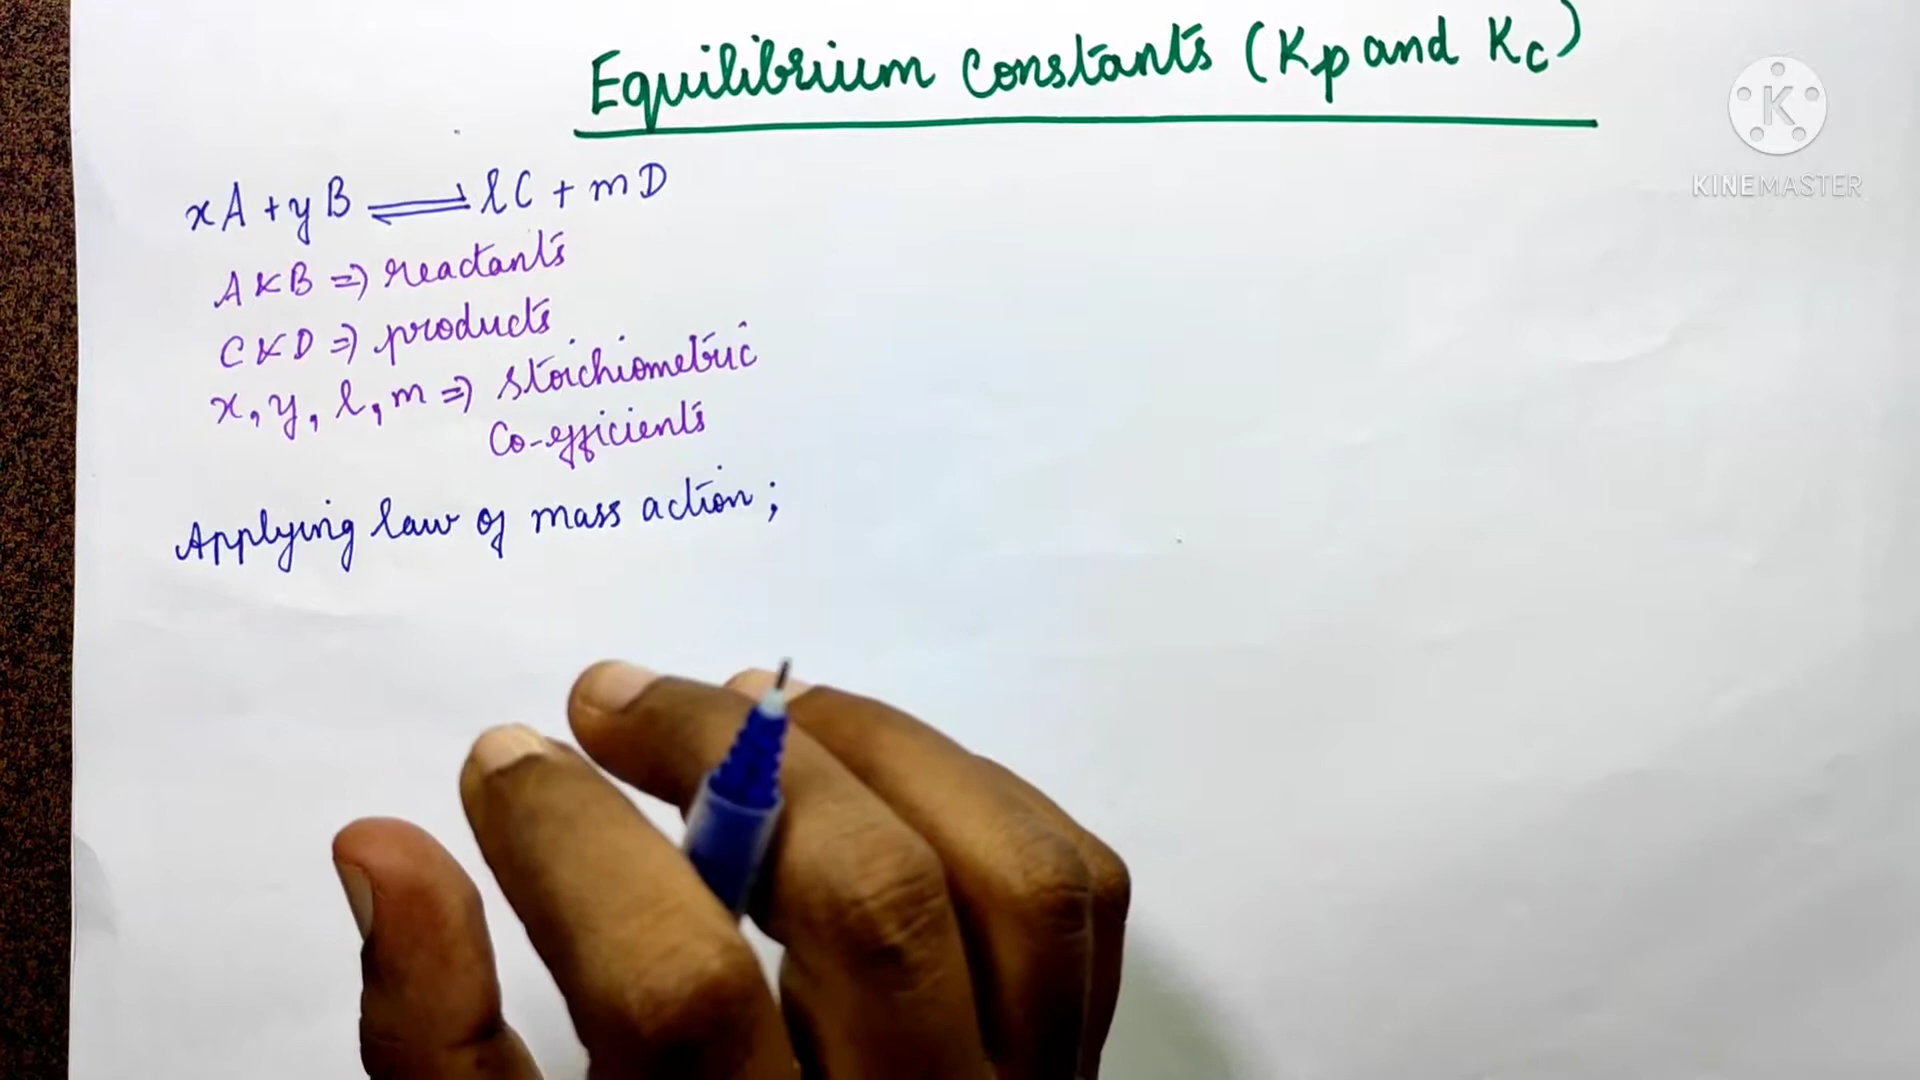 Equilibrium Constants (Kp and Kc)
K
KINEMASTER
xA + yB ⇌ lC + mD
A & B ⇒ reactants
C & D ⇒ products
x, y, l, m ⇒ stoichiometric
Co-efficients
Applying law of mass action ;